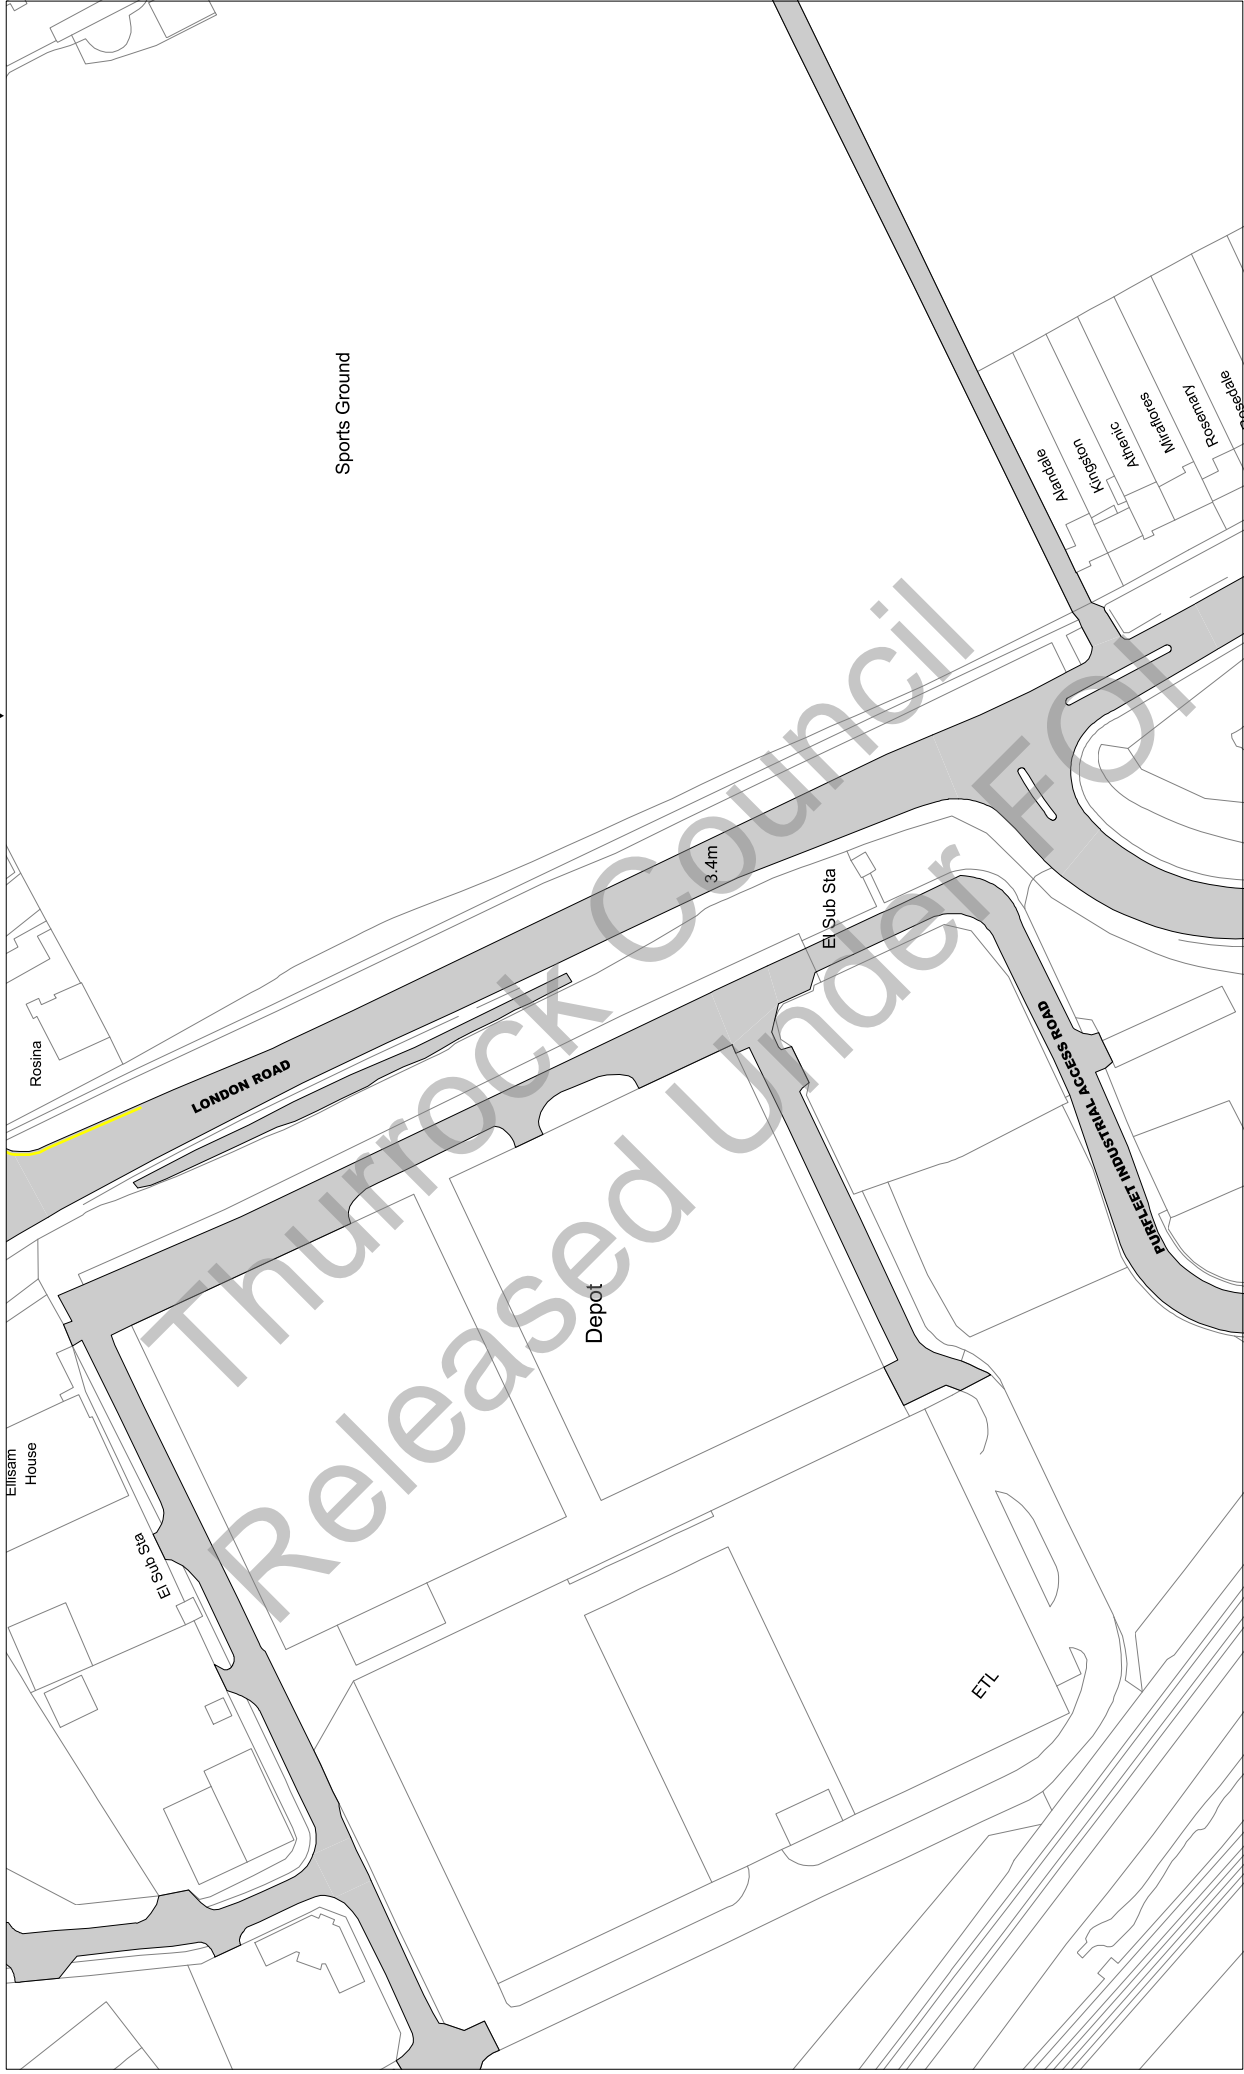 Sports Ground
Alandale
Kingston
Athenic
Miraflores
Rosemary
Rosina
LONDON ROAD
3.4m
El Sub Sta
PURFLEET INDUSTRIAL ACCESS ROAD
Depot
Ellisam
House
El Sub Sta
ETL
Thurrock Council
Released Under FOI